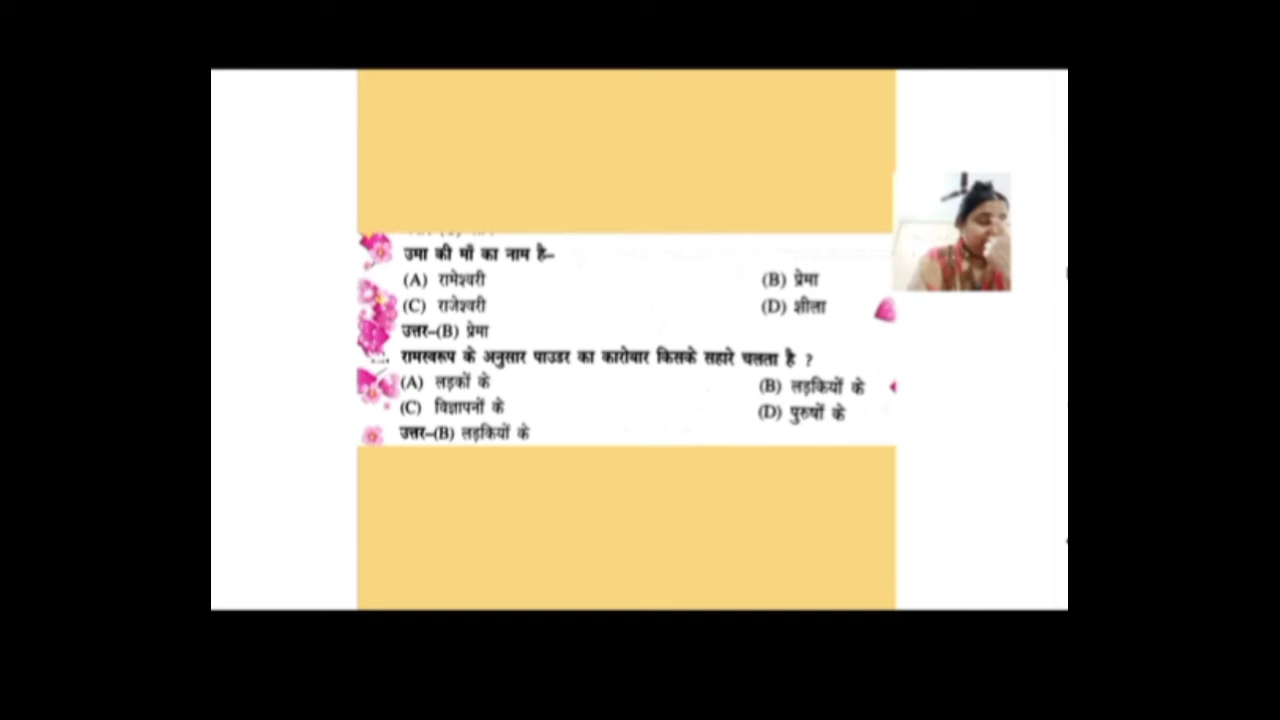 उमा की माँ का नाम है–
(A) रामेश्वरी (B) प्रेमा
(C) राजेश्वरी (D) शीला
उत्तर–(B) प्रेमा
रामस्वरूप के अनुसार पाउडर का कारोबार किसके सहारे चलता है ?
(A) लड़कों के (B) लड़कियों के
(C) विज्ञापनों के (D) पुरुषों के
उत्तर–(B) लड़कियों के